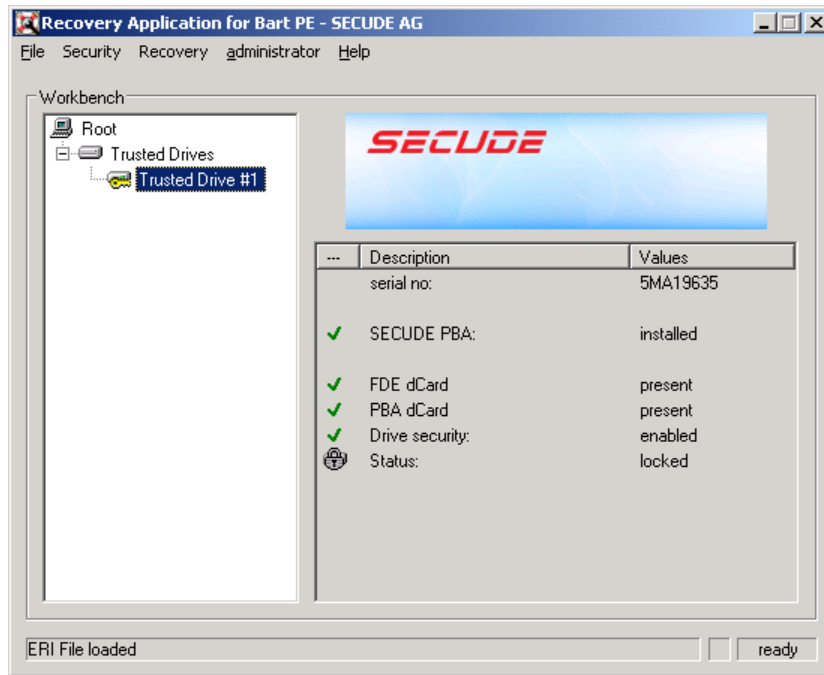 Recovery Application for Bart PE - SECUDE AG
File Security Recovery administrator Help
Workbench
Root
Trusted Drives
Trusted Drive #1
SECUDE
--- Description Values
serial no: 5MA19635
SECUDE PBA: installed
FDE dCard present
PBA dCard present
Drive security: enabled
Status: locked
ERI File loaded ready